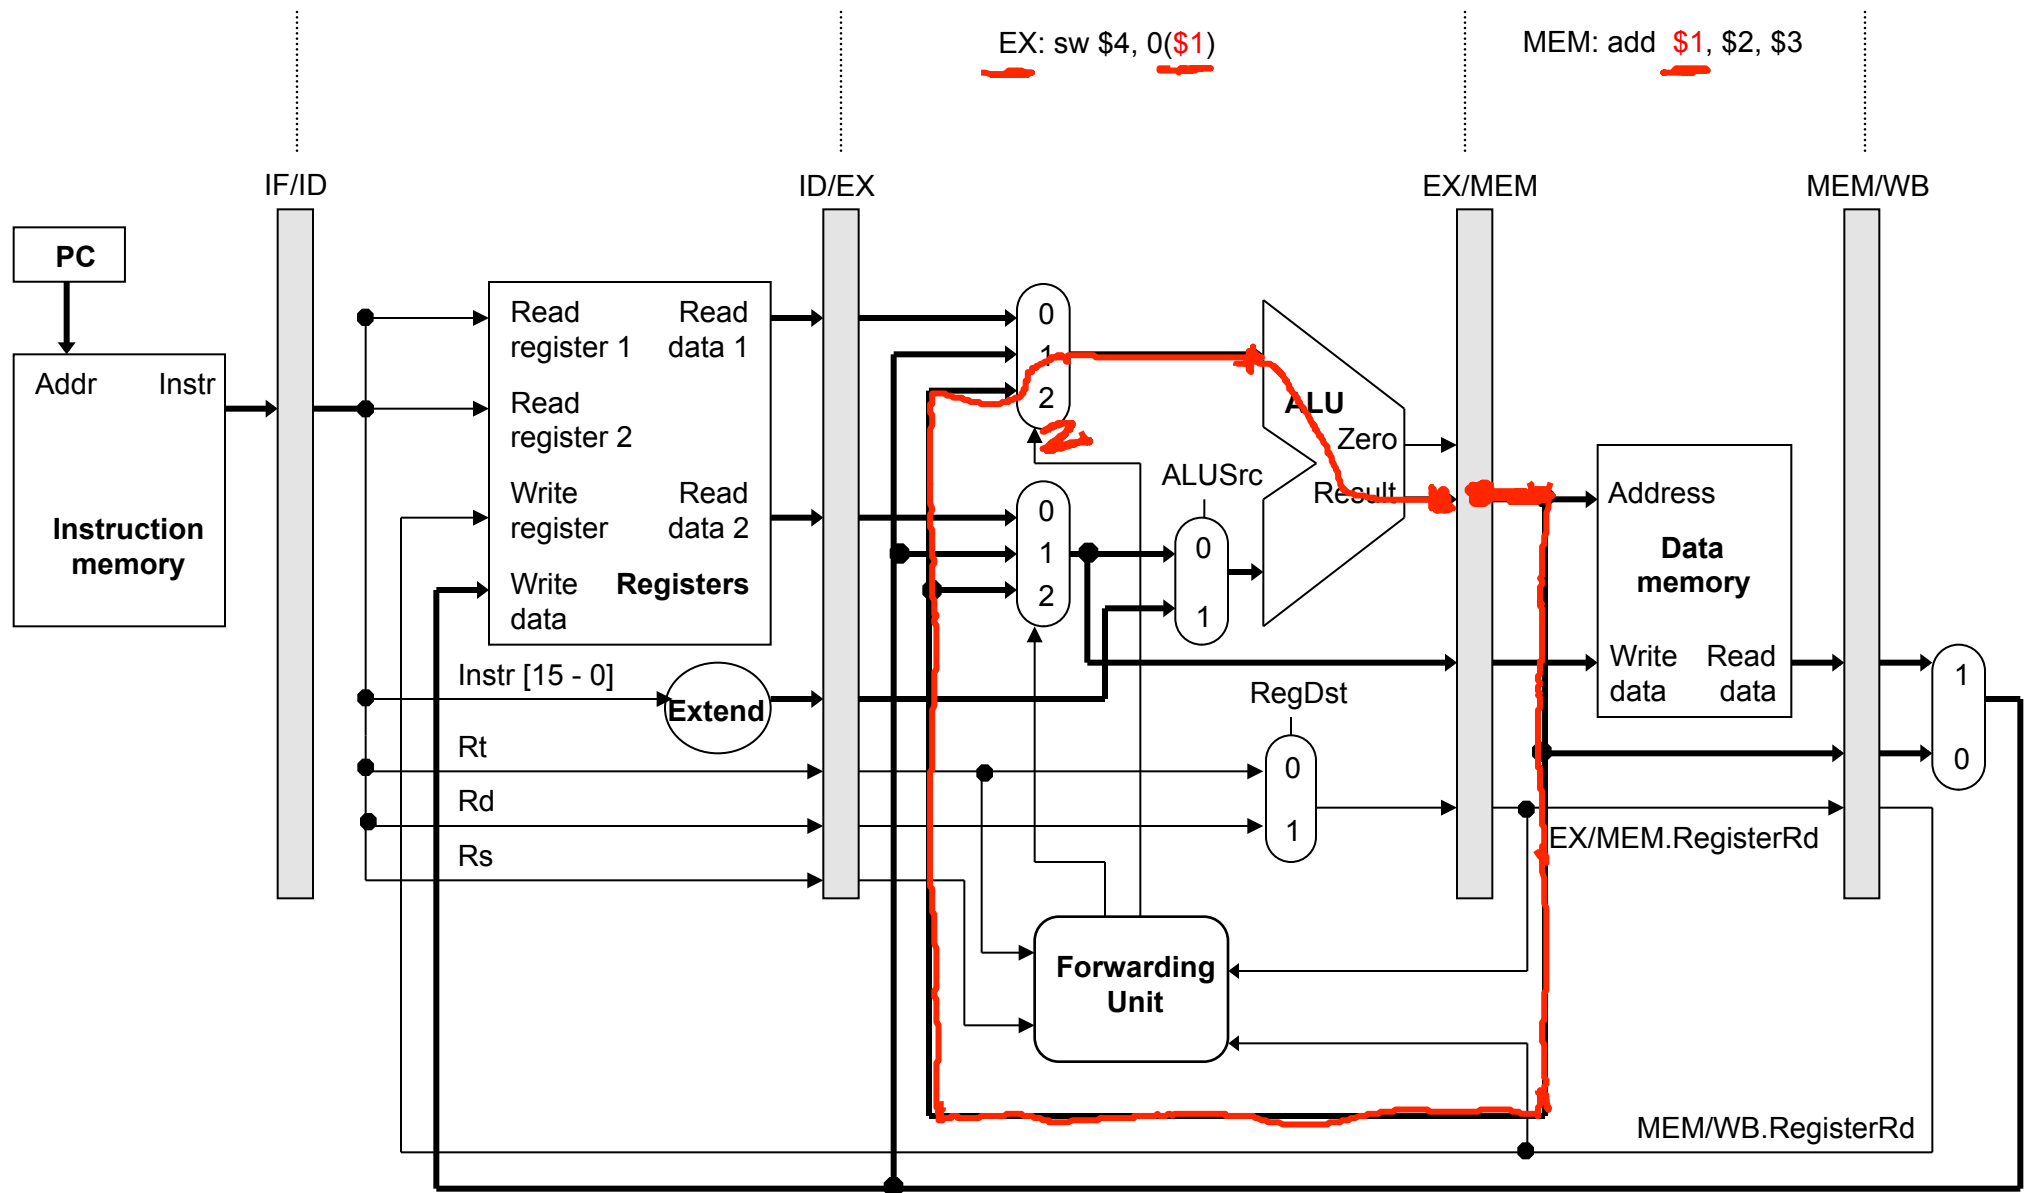 EX: sw $4, 0($1)
MEM: add $1, $2, $3
IF/ID
ID/EX
EX/MEM
MEM/WB
PC
Addr Instr
Instruction
memory
Read
register 1
Read
data 1
Read
register 2
Write
register
Read
data 2
Write
data
Registers
Instr [15 - 0]
Extend
Rt
Rd
Rs
0
1
2
2
0
1
2
ALUSrc
0
1
ALU
Zero
Result
RegDst
0
1
Forwarding
Unit
Address
Data
memory
Write
data
Read
data
1
0
EX/MEM.RegisterRd
MEM/WB.RegisterRd